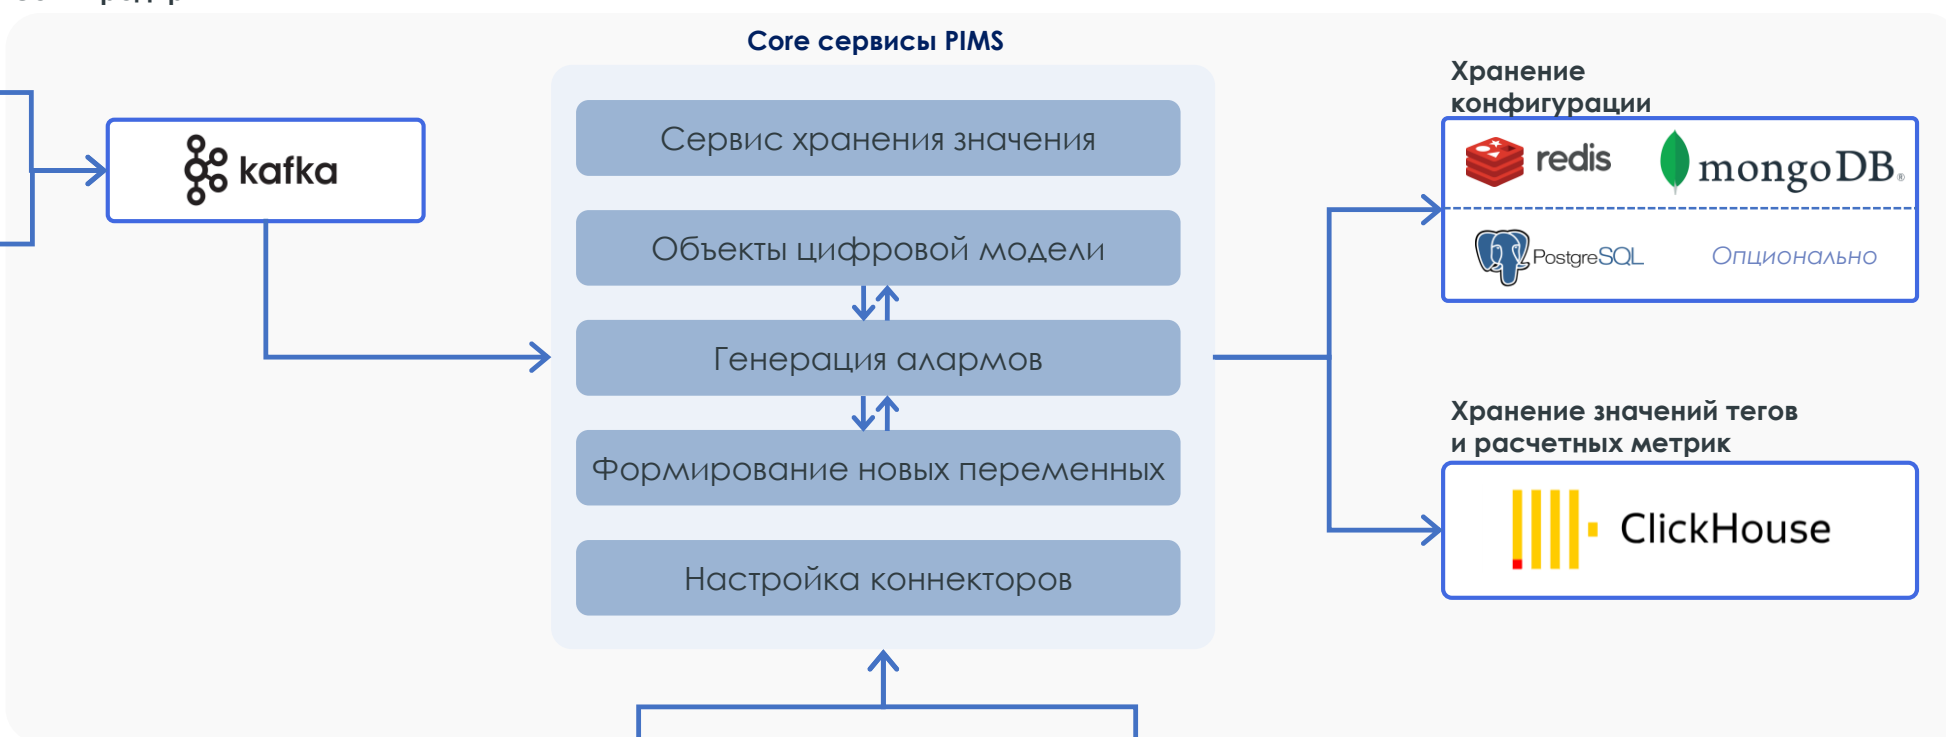 Core сервисы PIMS
kafka
Сервис хранения значения
Объекты цифровой модели
Генерация алармов
Формирование новых переменных
Настройка коннекторов
Хранение
конфигурации
redis
mongoDB®
PostgreSQL
Опционально
Хранение значений тегов
и расчетных метрик
ClickHouse